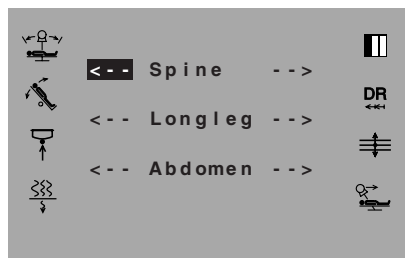 <-- Spine -->
DR
<-- Longleg -->
<-- Abdomen -->